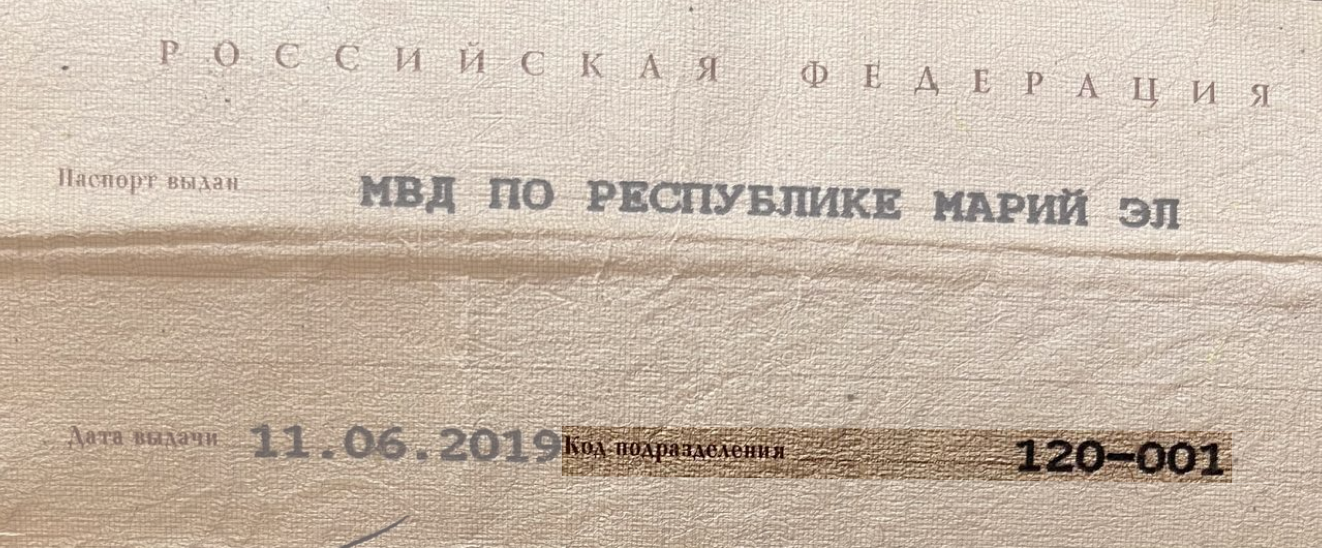 РОССИЙСКАЯ ФЕДЕРАЦИЯ
Паспорт выдан МВД ПО РЕСПУБЛИКЕ МАРИЙ ЭЛ
Дата выдачи 11.06.2019 Код подразделения 120-001